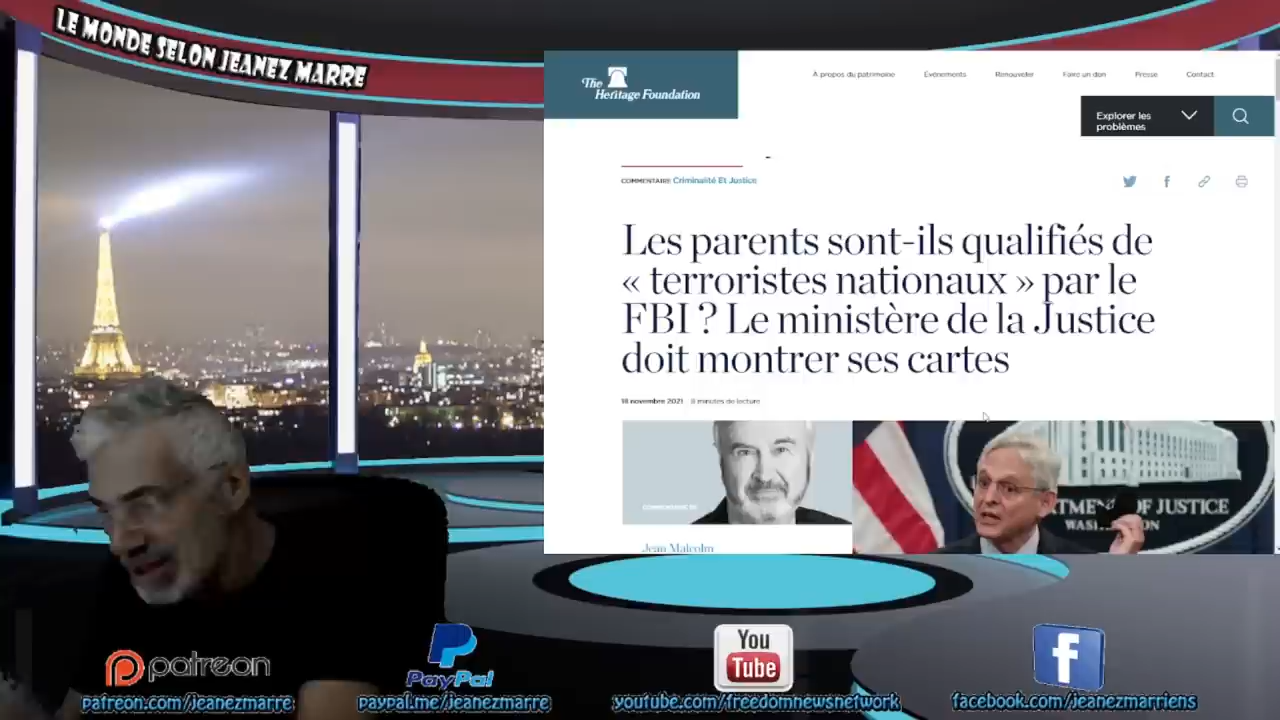 LE MONDE SELON JEANEZ MARRE
The
Heritage Foundation
À propos du patrimoine
Événements
Renouveler
Faire un don
Presse
Contact
Explorer les
problèmes
COMMENTAIRE Criminalité Et Justice
Les parents sont-ils qualifiés de
« terroristes nationaux » par le
FBI ? Le ministère de la Justice
doit montrer ses cartes
18 novembre 2021 8 minutes de lecture
COMMENTAIRE DE
Jean Malcolm
OF JUSTICE
patreon
patreon.com/jeanezmarre
PayPal
paypal.me/jeanezmarre
You
Tube
youtube.com/freedomnewsnetwork
f
facebook.com/jeanezmarriens